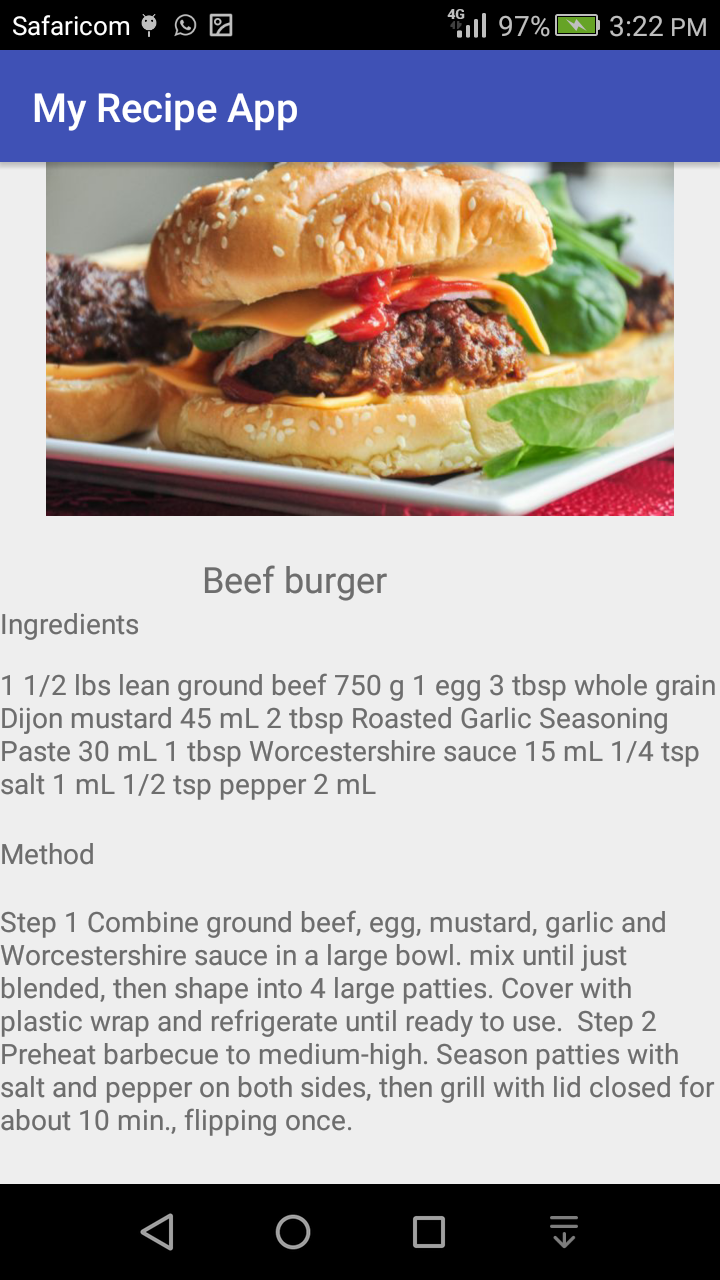 Safaricom 4G 97% 3:22 PM
My Recipe App
Beef burger
Ingredients
1 1/2 lbs lean ground beef 750 g 1 egg 3 tbsp whole grain
Dijon mustard 45 mL 2 tbsp Roasted Garlic Seasoning
Paste 30 mL 1 tbsp Worcestershire sauce 15 mL 1/4 tsp
salt 1 mL 1/2 tsp pepper 2 mL
Method
Step 1 Combine ground beef, egg, mustard, garlic and
Worcestershire sauce in a large bowl. mix until just
blended, then shape into 4 large patties. Cover with
plastic wrap and refrigerate until ready to use.  Step 2
Preheat barbecue to medium-high. Season patties with
salt and pepper on both sides, then grill with lid closed for
about 10 min., flipping once.